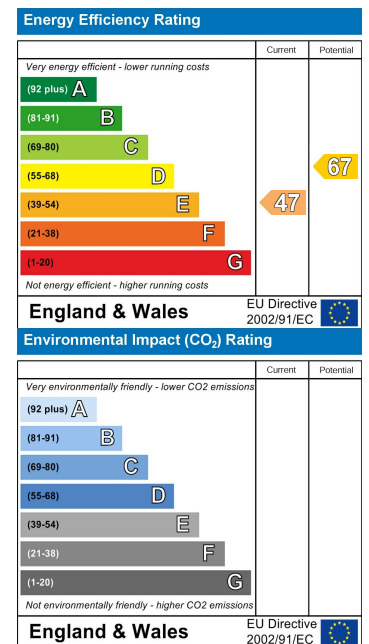 Energy Efficiency Rating
Current Potential
Very energy efficient - lower running costs
(92 plus) A
(81-91) B
(69-80) C
(55-68) D
(39-54) E
(21-38) F
(1-20) G
47
67
Not energy efficient - higher running costs
England & Wales
EU Directive
2002/91/EC
Environmental Impact (CO₂) Rating
Current Potential
Very environmentally friendly - lower CO2 emissions
(92 plus) A
(81-91) B
(69-80) C
(55-68) D
(39-54) E
(21-38) F
(1-20) G
Not environmentally friendly - higher CO2 emissions
England & Wales
EU Directive
2002/91/EC